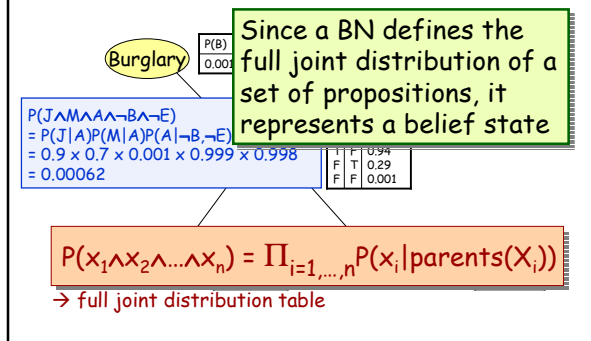 Burglary
P(B)
0.001
Since a BN defines the
full joint distribution of a
set of propositions, it
represents a belief state
P(J∧M∧A∧¬B∧¬E)
= P(J|A)P(M|A)P(A|¬B,¬E)
= 0.9 x 0.7 x 0.001 x 0.999 x 0.998
= 0.00062
T F 0.94
F T 0.29
F F 0.001
P(x₁∧x₂∧…∧xₙ) = Πᵢ₌₁,…,ₙP(xᵢ|parents(Xᵢ))
→ full joint distribution table